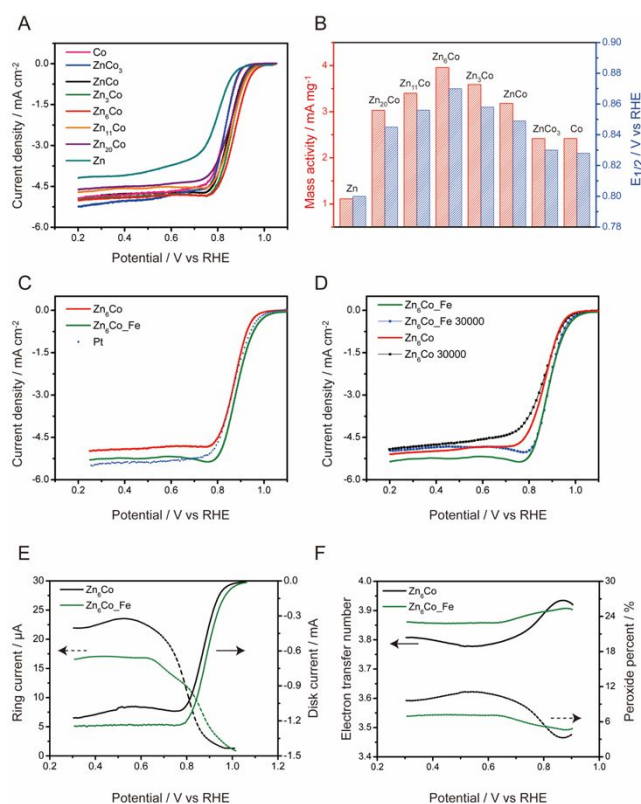 A
Co
ZnCo3
ZnCo
Zn3Co
Zn6Co
Zn11Co
Zn20Co
Zn
Current density / mA cm-2
0.0
-1.5
-3.0
-4.5
-6.0
0.2 0.4 0.6 0.8 1.0
Potential / V vs RHE
B
Mass activity / mA mg-1
4
3
2
1
Zn
Zn20Co
Zn11Co
Zn6Co
Zn3Co
ZnCo
ZnCo3
Co
0.90
0.88
0.86
0.84
0.82
0.80
0.78
E1/2 / V vs RHE
C
Zn6Co
Zn6Co_Fe
Pt
Current density / mA cm-2
0.0
-1.5
-3.0
-4.5
-6.0
0.2 0.4 0.6 0.8 1.0
Potential / V vs RHE
D
Zn6Co_Fe
Zn6Co_Fe 30000
Zn6Co
Zn6Co 30000
Current density / mA cm-2
0.0
-1.5
-3.0
-4.5
-6.0
0.2 0.4 0.6 0.8 1.0
Potential / V vs RHE
E
Zn6Co
Zn6Co_Fe
Ring current / µA
30
25
20
15
10
5
0
0.0
-0.3
-0.6
-0.9
-1.2
-1.5
Disk current / mA
0.2 0.4 0.6 0.8 1.0
Potential / V vs RHE
F
Zn6Co
Zn6Co_Fe
Electron transfer number
4.0
3.9
3.8
3.7
3.6
3.5
3.4
30
24
18
12
6
0
Peroxide percent / %
0.2 0.4 0.6 0.8 1.0
Potential / V vs RHE